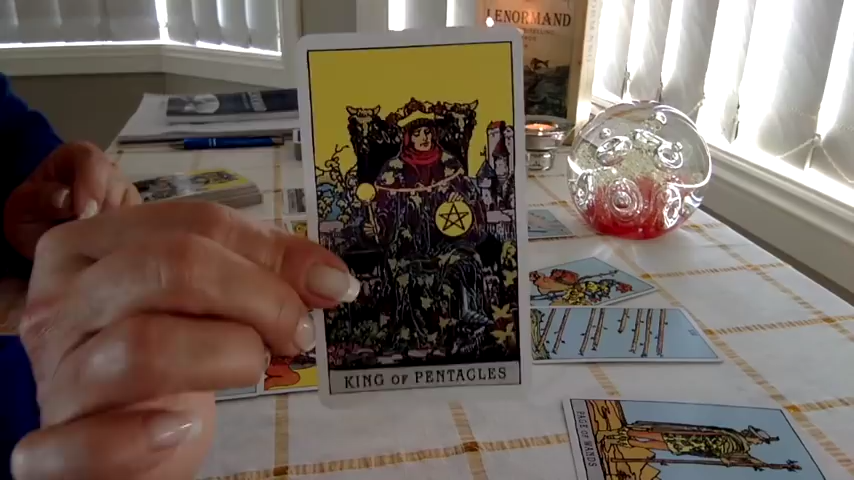 LENORMAND
KING OF PENTACLES
PAGE OF WANDS